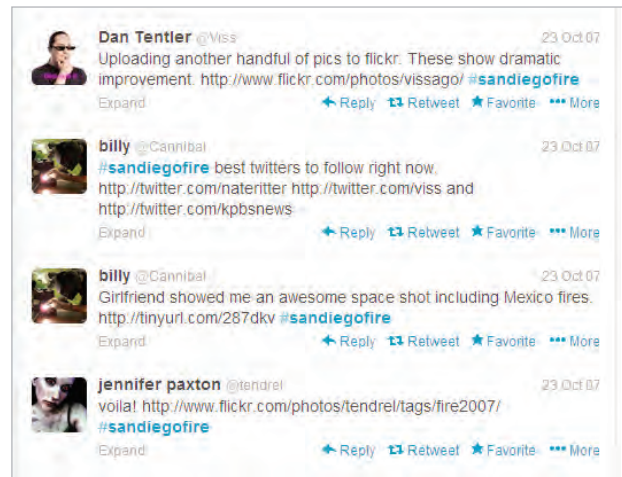 Dan Tentler @Viss 23 Oct 07
Uploading another handful of pics to flickr. These show dramatic
improvement. http://www.flickr.com/photos/vissago/ #sandiegofire
Expand Reply Retweet Favorite More
billy @Cannibal 23 Oct 07
#sandiegofire best twitters to follow right now,
http://twitter.com/nateritter http://twitter.com/viss and
http://twitter.com/kpbsnews
Expand Reply Retweet Favorite More
billy @Cannibal 23 Oct 07
Girlfriend showed me an awesome space shot including Mexico fires.
http://tinyurl.com/287dkv #sandiegofire
Expand Reply Retweet Favorite More
jennifer paxton @tendrel 23 Oct 07
voila! http://www.flickr.com/photos/tendrel/tags/fire2007/
#sandiegofire
Expand Reply Retweet Favorite More